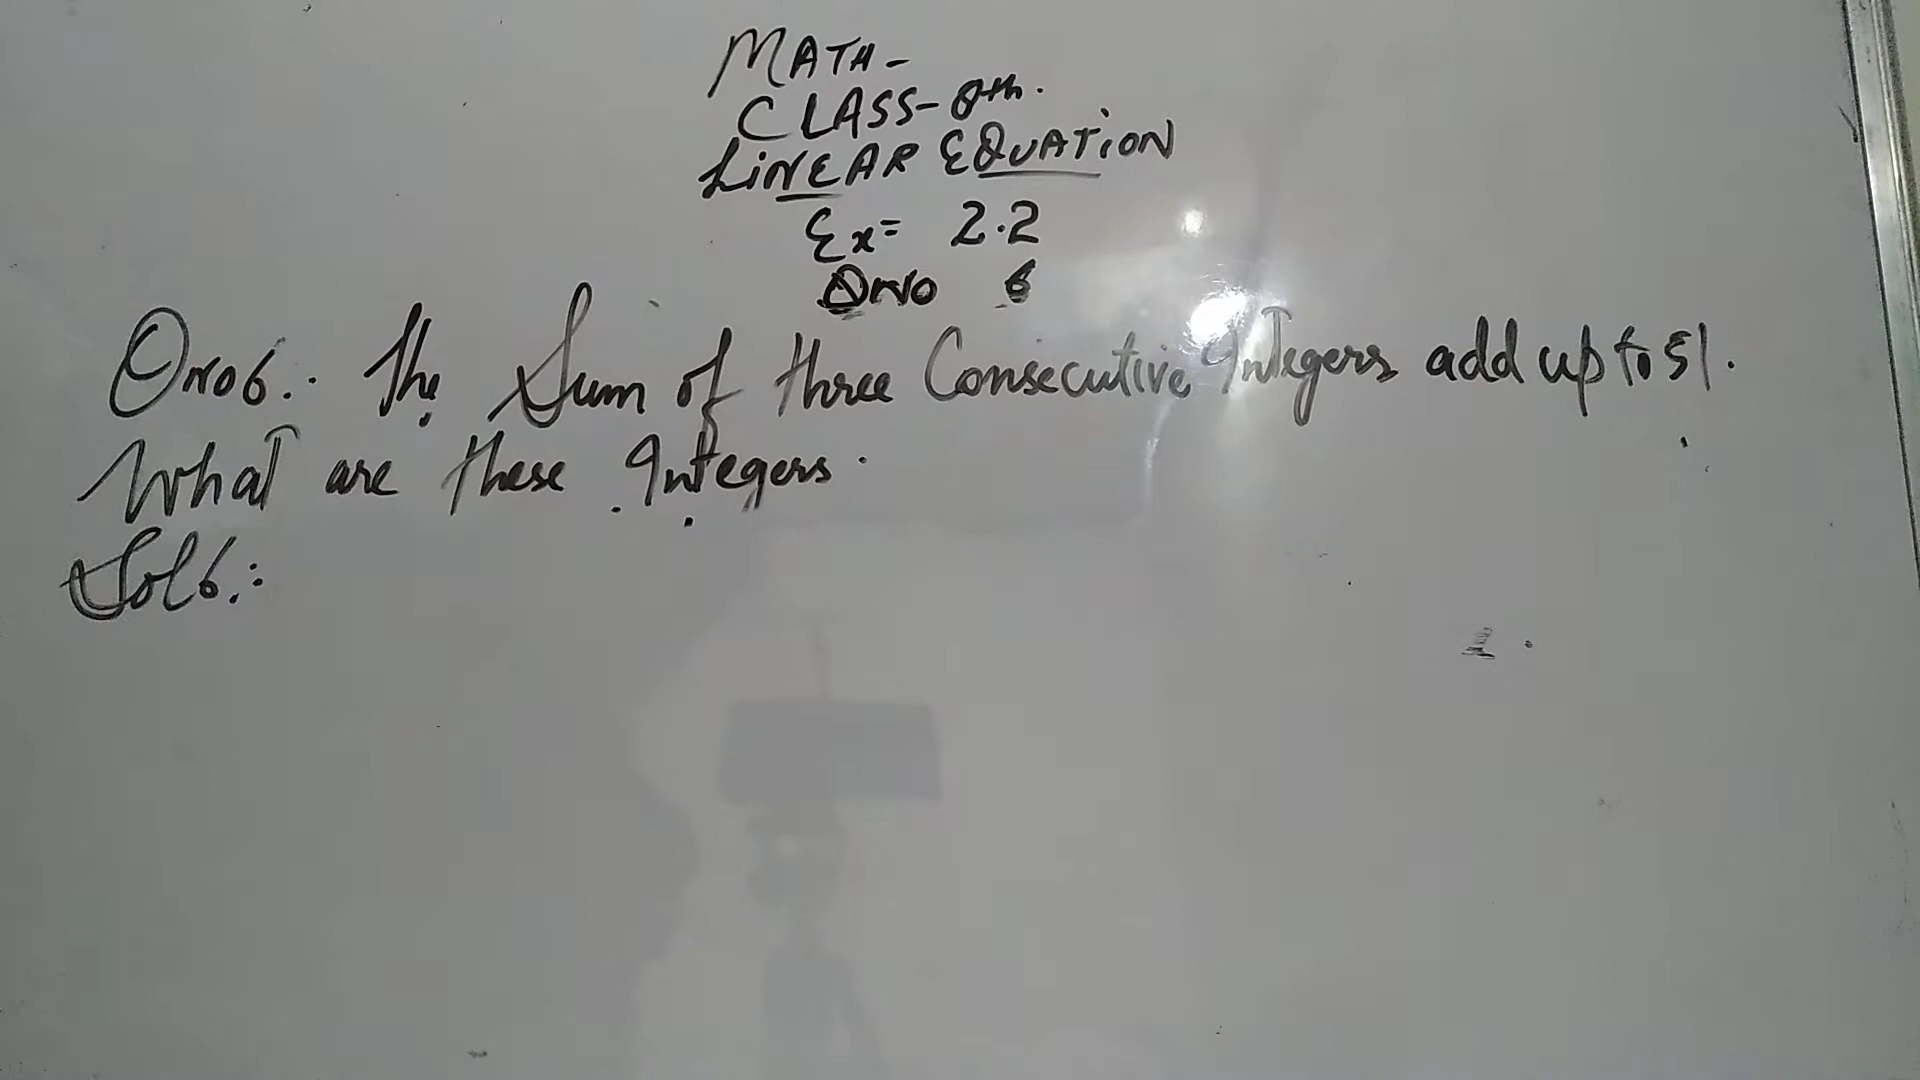 MATH-
CLASS- 8th.
LiNEAR EQUATiON
Ex= 2.2
QNO 6
QNO6:. The Sum of three Consecutive Integers add up to 51.
What are these Integers.
Sol6: